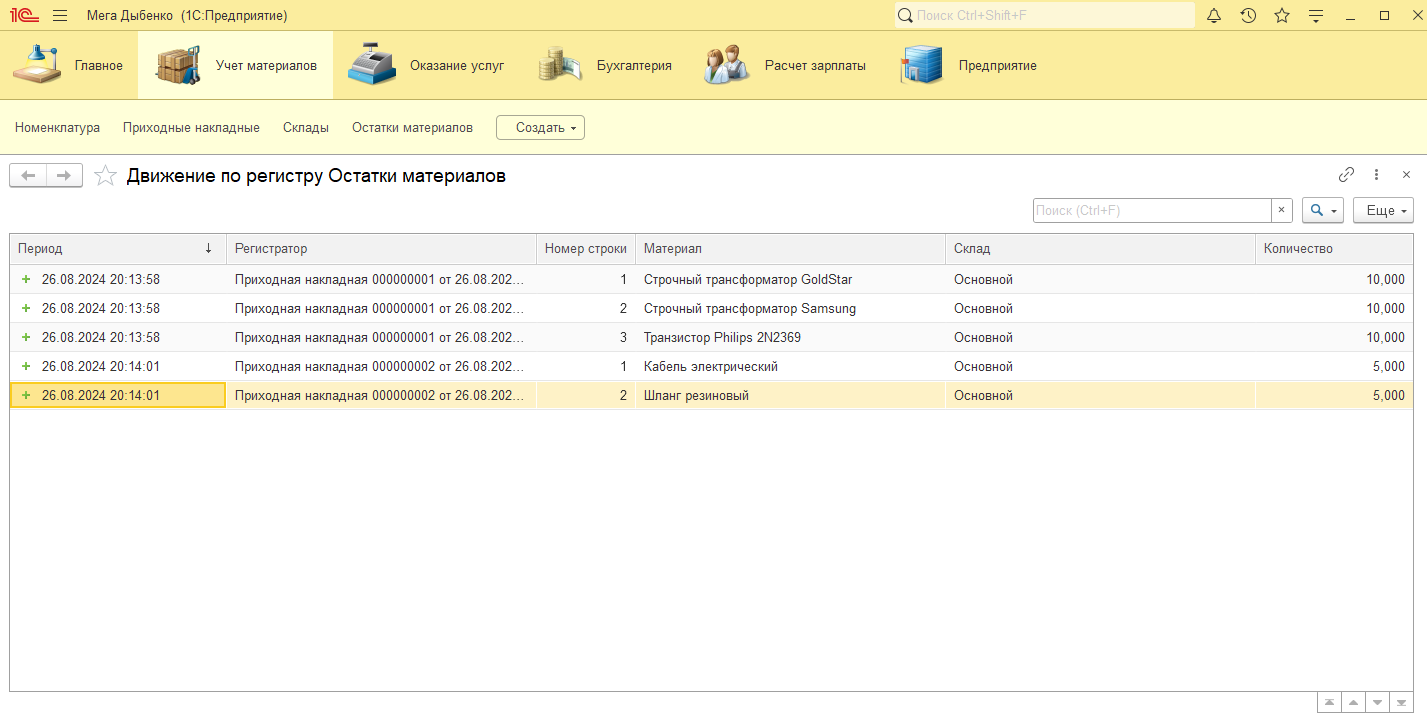 1С Мега Дыбенко (1С:Предприятие) Поиск Ctrl+Shift+F
Главное Учет материалов Оказание услуг Бухгалтерия Расчет зарплаты Предприятие
Номенклатура Приходные накладные Склады Остатки материалов Создать
Движение по регистру Остатки материалов
Поиск (Ctrl+F) × Еще
Период ↓ Регистратор Номер строки Материал Склад Количество
26.08.2024 20:13:58 Приходная накладная 000000001 от 26.08.202... 1 Строчный трансформатор GoldStar Основной 10,000
26.08.2024 20:13:58 Приходная накладная 000000001 от 26.08.202... 2 Строчный трансформатор Samsung Основной 10,000
26.08.2024 20:13:58 Приходная накладная 000000001 от 26.08.202... 3 Транзистор Philips 2N2369 Основной 10,000
26.08.2024 20:14:01 Приходная накладная 000000002 от 26.08.202... 1 Кабель электрический Основной 5,000
26.08.2024 20:14:01 Приходная накладная 000000002 от 26.08.202... 2 Шланг резиновый Основной 5,000